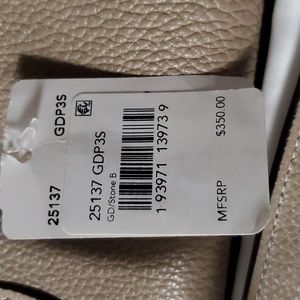 25137 GDP3S
25137 GDP3S
GD/Stone B
1 93971 13973 9
MFSRP $350.00